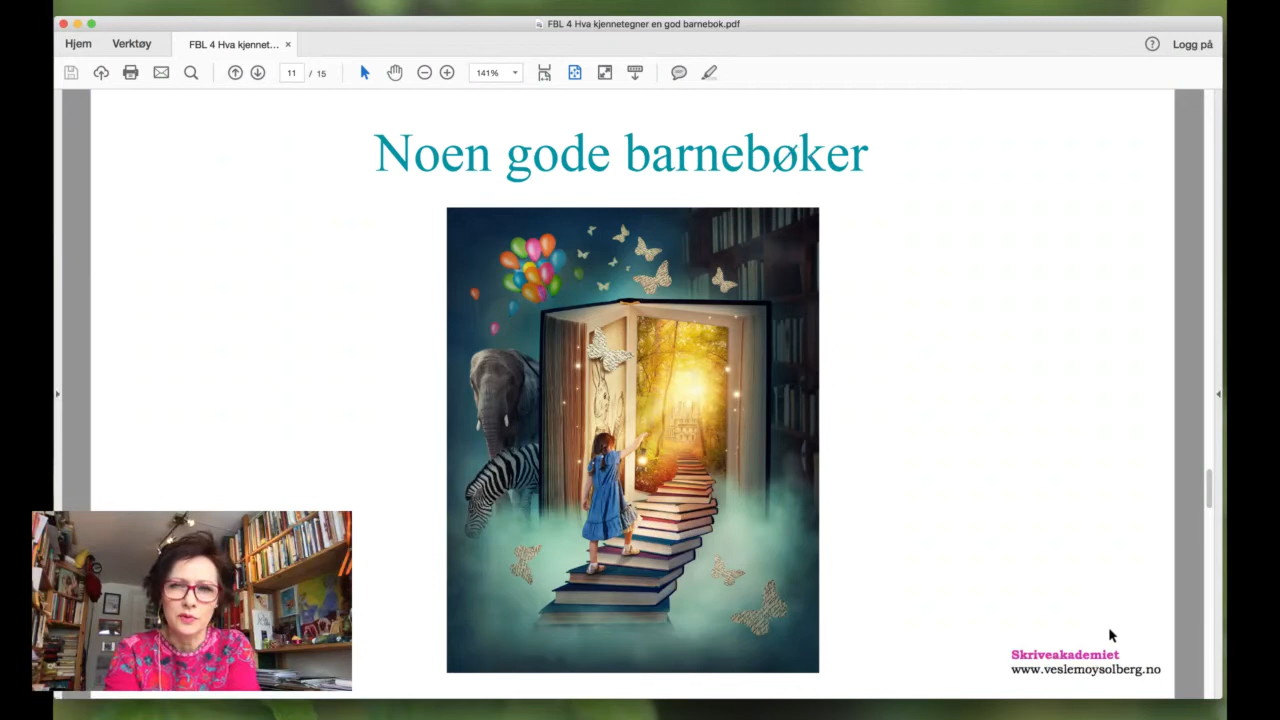 FBL 4 Hva kjennetegner en god barnebok.pdf
Hjem Verktøy FBL 4 Hva kjennet... × ? Logg på
11 / 15 141%
Noen gode barnebøker
Skriveakademiet
www.veslemoysolberg.no